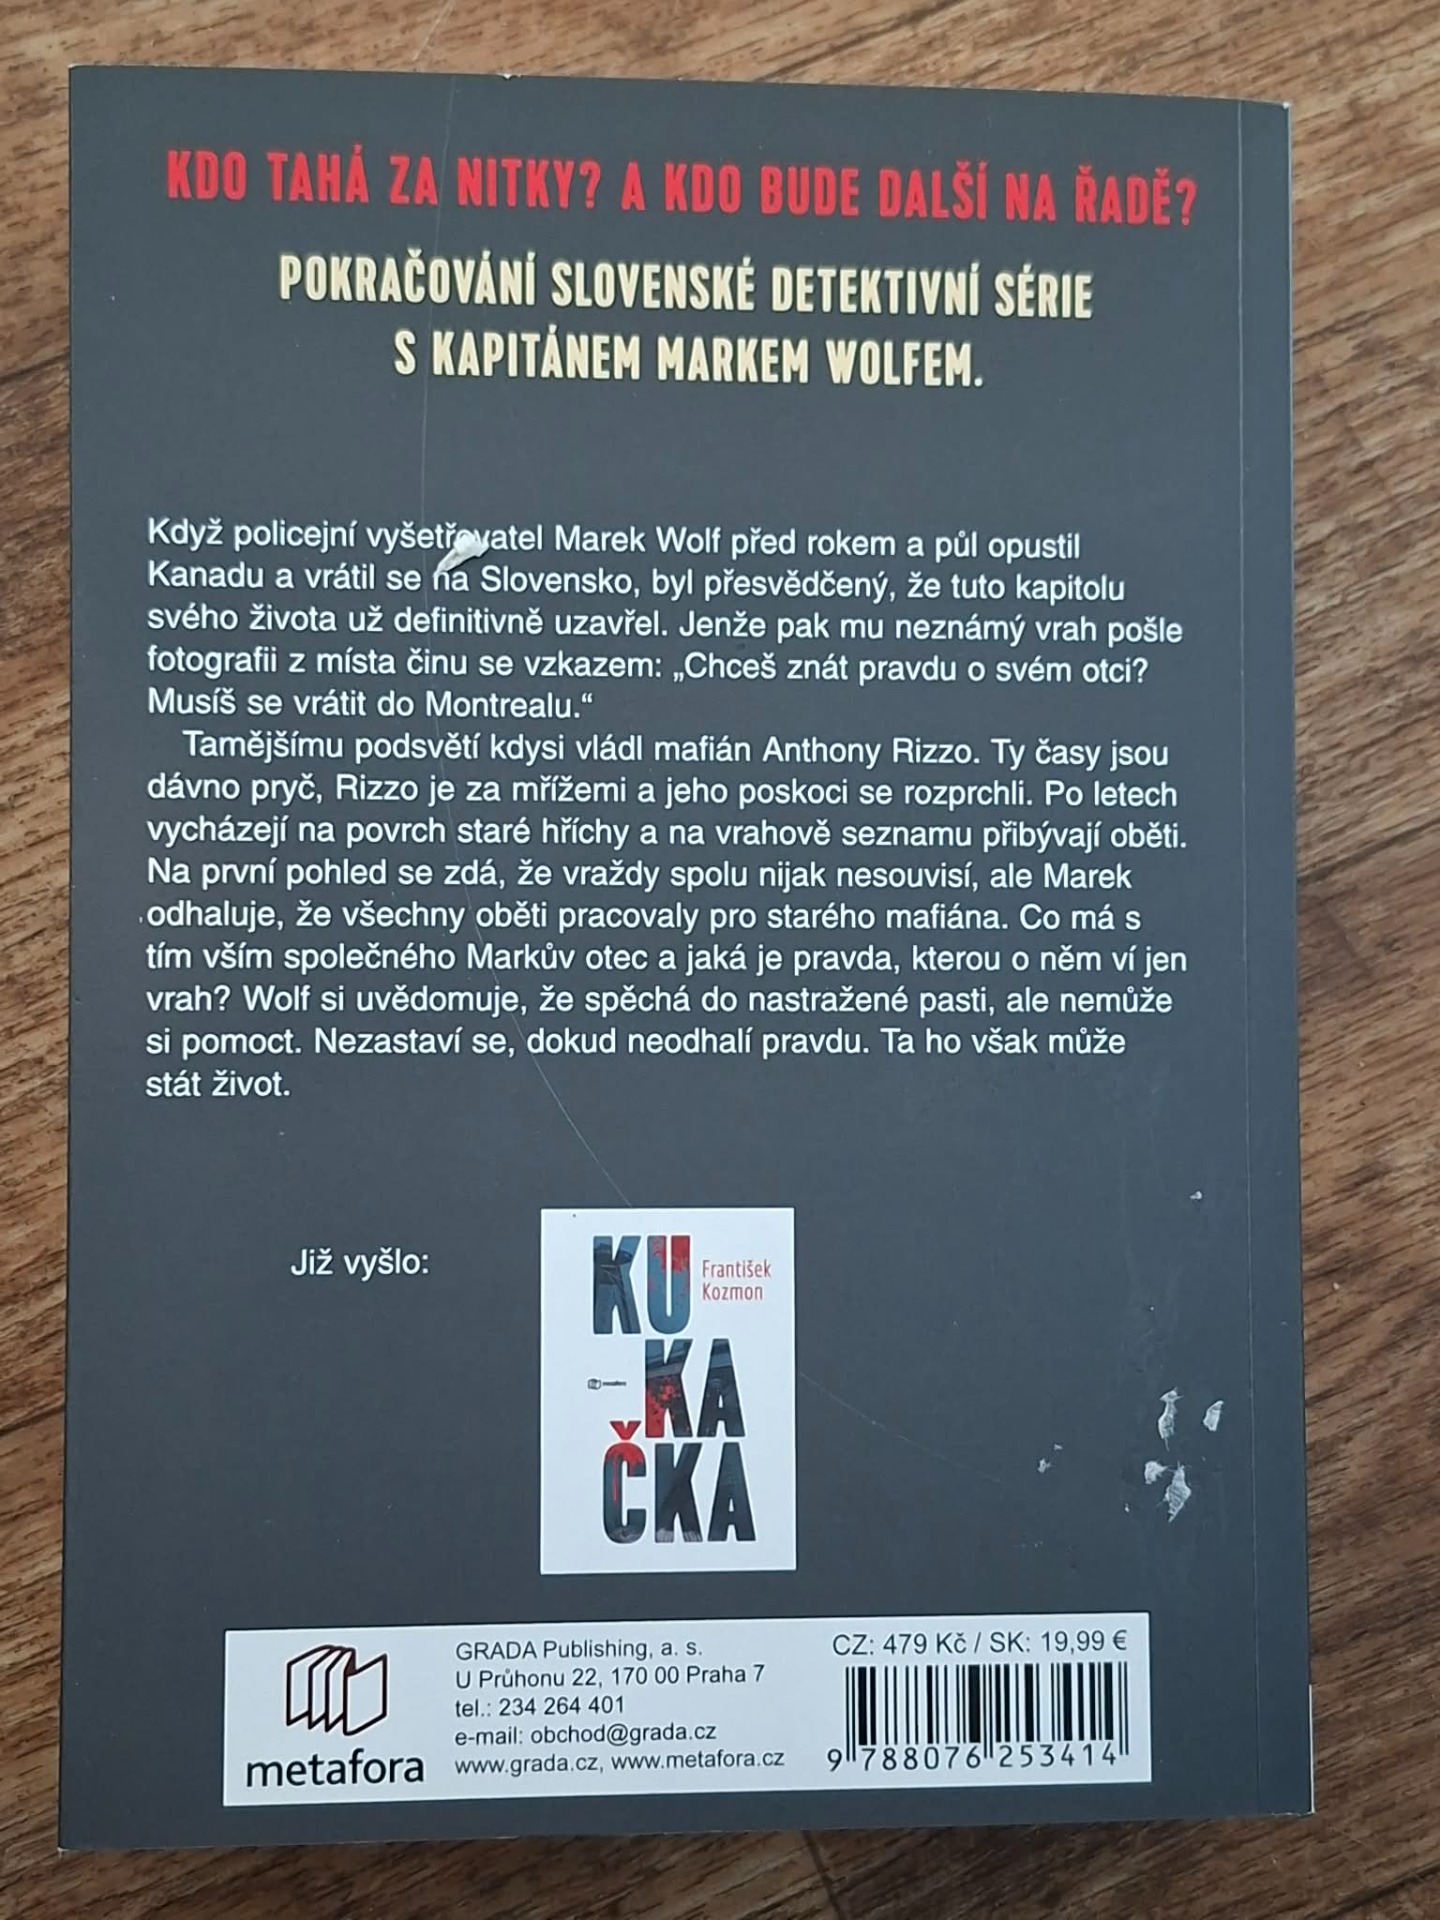 KDO TAHÁ ZA NITKY? A KDO BUDE DALŠÍ NA ŘADĚ?
POKRAČOVÁNÍ SLOVENSKÉ DETEKTIVNÍ SÉRIE
S KAPITÁNEM MARKEM WOLFEM.
Když policejní vyšetřovatel Marek Wolf před rokem a půl opustil
Kanadu a vrátil se na Slovensko, byl přesvědčený, že tuto kapitolu
svého života už definitivně uzavřel. Jenže pak mu neznámý vrah pošle
fotografii z místa činu se vzkazem: „Chceš znát pravdu o svém otci?
Musíš se vrátit do Montrealu.“
Tamějšímu podsvětí kdysi vládl mafián Anthony Rizzo. Ty časy jsou
dávno pryč, Rizzo je za mřížemi a jeho poskoci se rozprchli. Po letech
vycházejí na povrch staré hříchy a na vrahově seznamu přibývají oběti.
Na první pohled se zdá, že vraždy spolu nijak nesouvisí, ale Marek
odhaluje, že všechny oběti pracovaly pro starého mafiána. Co má s
tím vším společného Markův otec a jaká je pravda, kterou o něm ví jen
vrah? Wolf si uvědomuje, že spěchá do nastražené pasti, ale nemůže
si pomoct. Nezastaví se, dokud neodhalí pravdu. Ta ho však může
stát život.
Již vyšlo:
KU
František
Kozmon
KA
metafora
ČKA
metafora
GRADA Publishing, a. s.
U Průhonu 22, 170 00 Praha 7
tel.: 234 264 401
e-mail: obchod@grada.cz
www.grada.cz, www.metafora.cz
CZ: 479 Kč / SK: 19,99 €
9 788076 253414